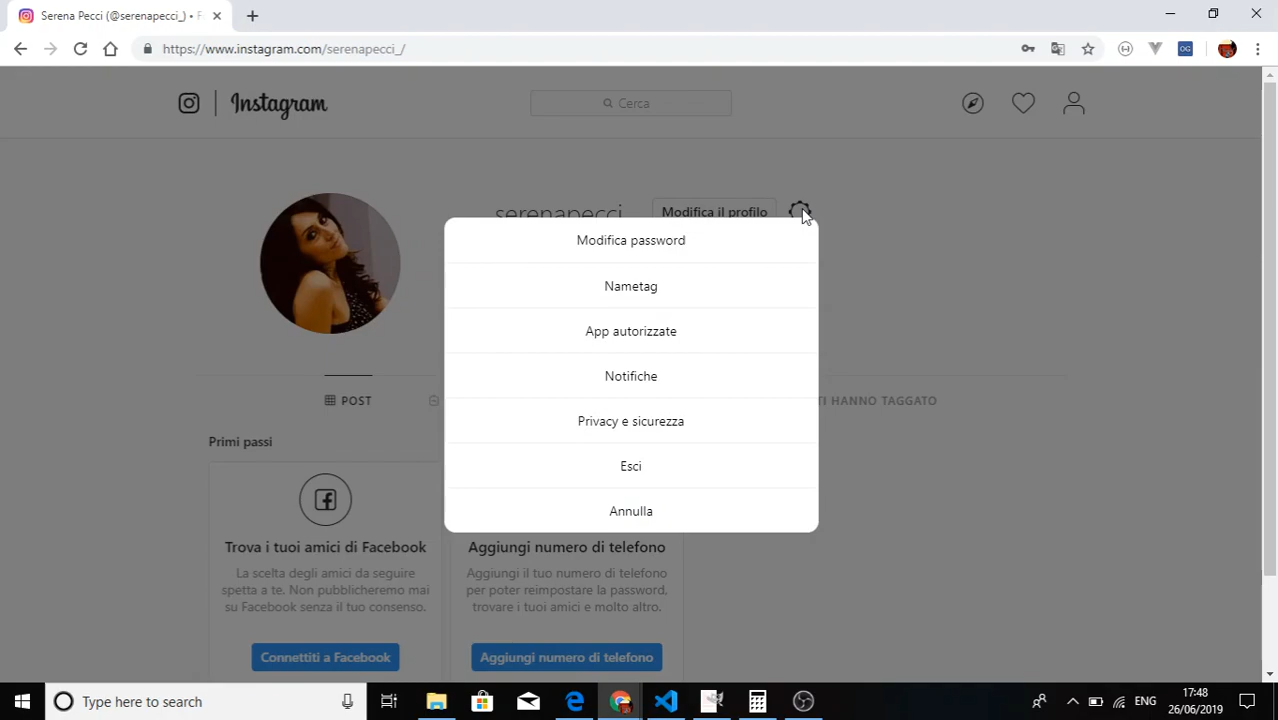 Serena Pecci (@serenapecci_) •
https://www.instagram.com/serenapecci_/
OG
Instagram
Cerca
serenapecci_
Modifica il profilo
Modifica password
Nametag
App autorizzate
Notifiche
Privacy e sicurezza
Esci
Annulla
POST
TI HANNO TAGGATO
Primi passi
Trova i tuoi amici di Facebook
La scelta degli amici da seguire
spetta a te. Non pubblicheremo mai
su Facebook senza il tuo consenso.
Connettiti a Facebook
Aggiungi numero di telefono
Aggiungi il tuo numero di telefono
per poter reimpostare la password,
trovare i tuoi amici e molto altro.
Aggiungi numero di telefono
Type here to search
ENG
17:48
26/06/2019